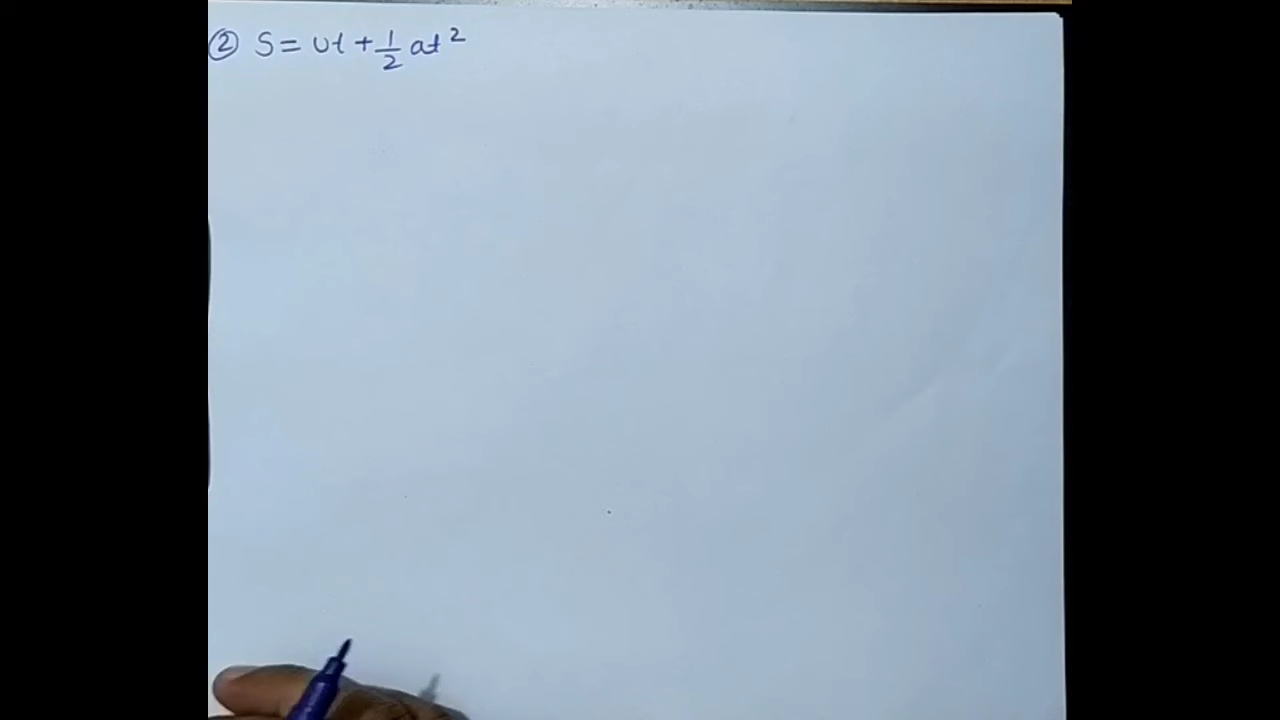 ② S = ut + 1/2 at²